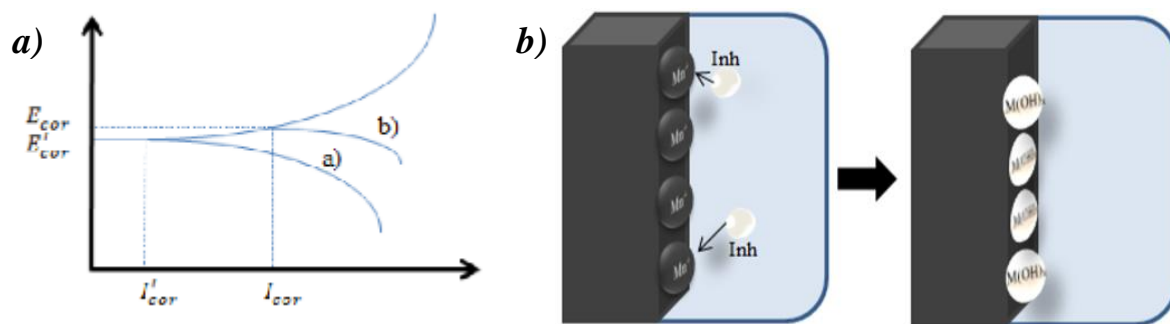 a)
E_cor
E'_cor
b)
a)
I'_cor
I_cor
b)
Mn⁺
Inh
Mn⁺
Mn⁺
Mn⁺
Inh
M(OH)ₙ
M(OH)
M(OH)
M(OH)ₙ